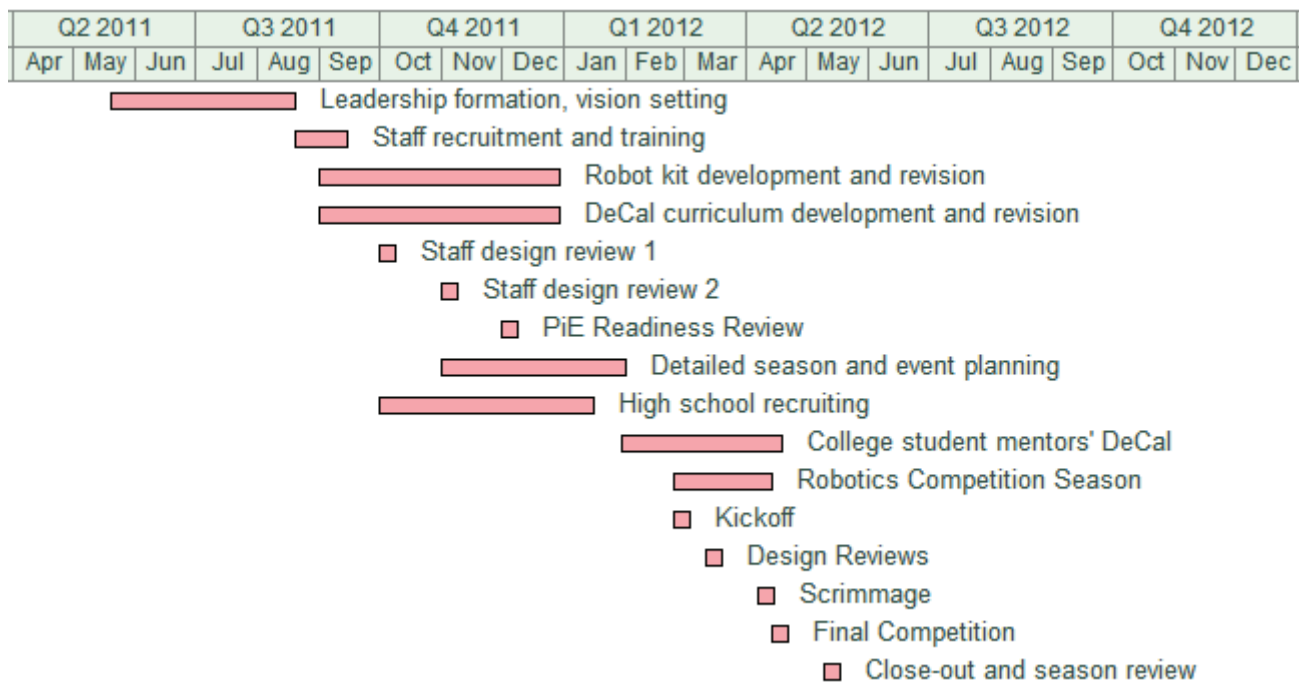 Q2 2011 Q3 2011 Q4 2011 Q1 2012 Q2 2012 Q3 2012 Q4 2012
Apr May Jun Jul Aug Sep Oct Nov Dec Jan Feb Mar Apr May Jun Jul Aug Sep Oct Nov Dec
Leadership formation, vision setting
Staff recruitment and training
Robot kit development and revision
DeCal curriculum development and revision
Staff design review 1
Staff design review 2
PiE Readiness Review
Detailed season and event planning
High school recruiting
College student mentors' DeCal
Robotics Competition Season
Kickoff
Design Reviews
Scrimmage
Final Competition
Close-out and season review